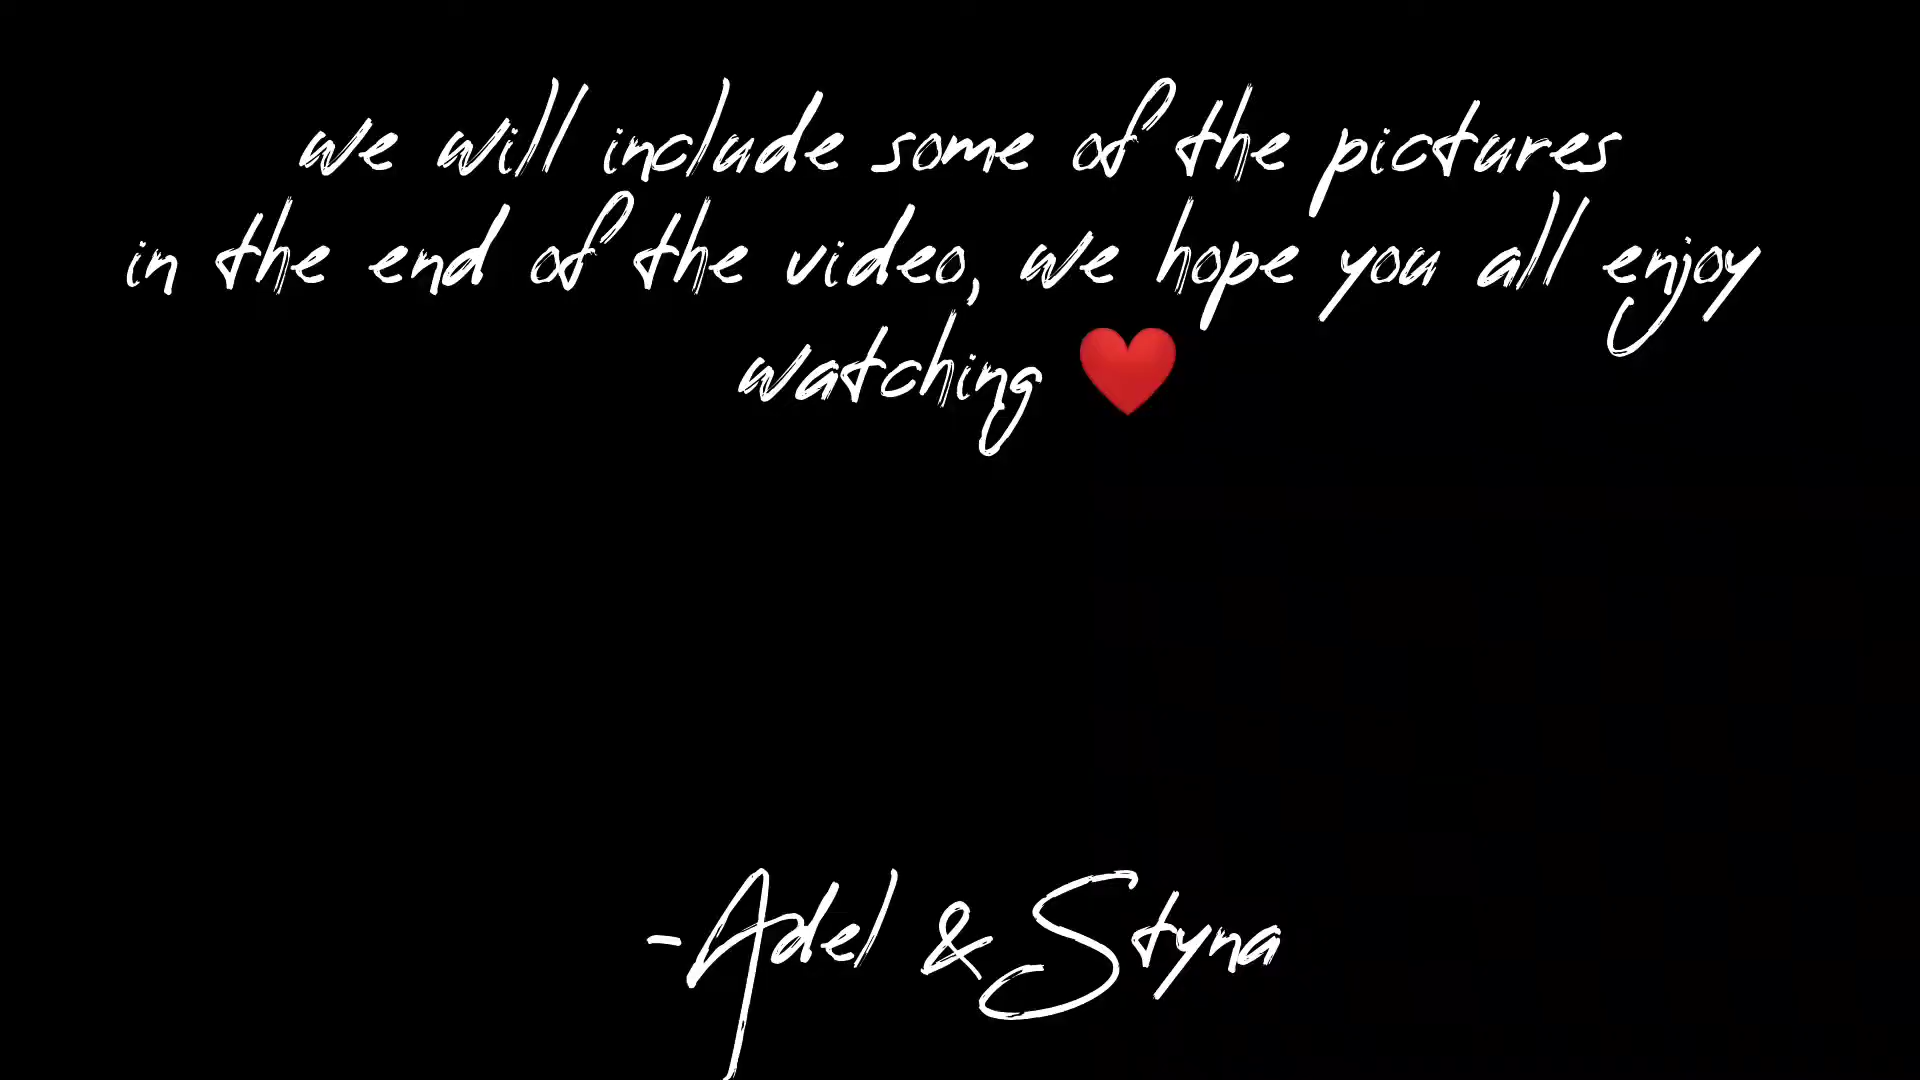 we will include some of the pictures
in the end of the video, we hope you all enjoy
watching ❤️
-Adel & Styna